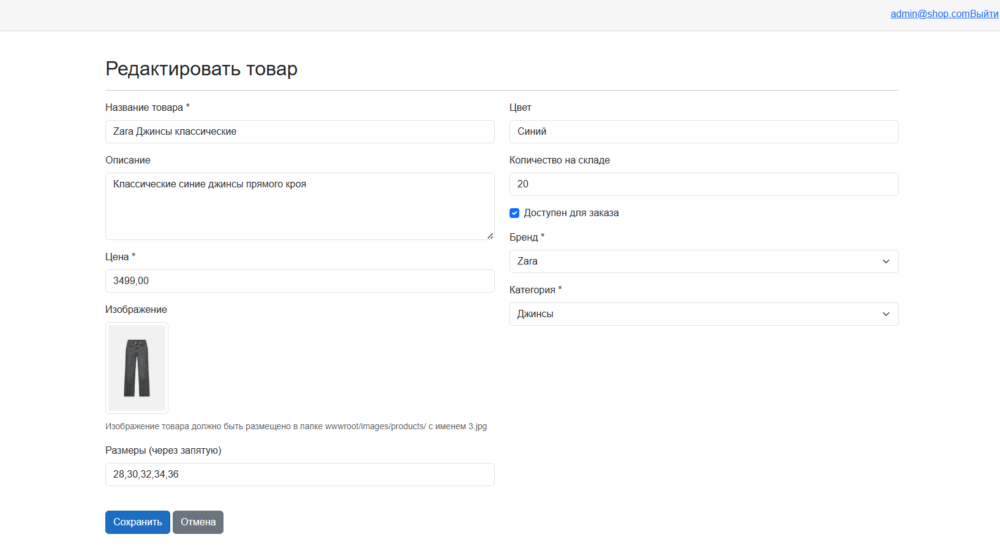 admin@shop.comВыйти
Редактировать товар
Название товара *
Zara Джинсы классические
Описание
Классические синие джинсы прямого кроя
Цена *
3499,00
Изображение
Изображение товара должно быть размещено в папке wwwroot/images/products/ с именем 3.jpg
Размеры (через запятую)
28,30,32,34,36
Цвет
Синий
Количество на складе
20
Доступен для заказа
Бренд *
Zara
Категория *
Джинсы
Сохранить
Отмена